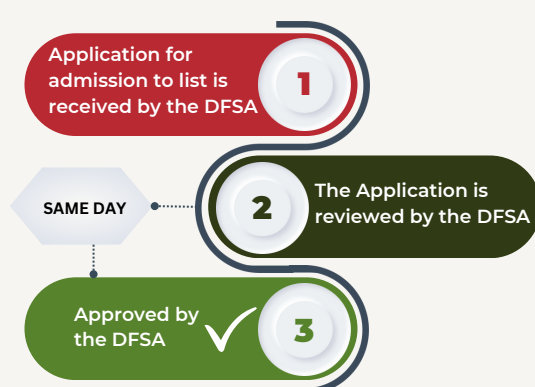 Application for
admission to list is
received by the DFSA
1
2
The Application is
reviewed by the DFSA
SAME DAY
Approved by
the DFSA
3